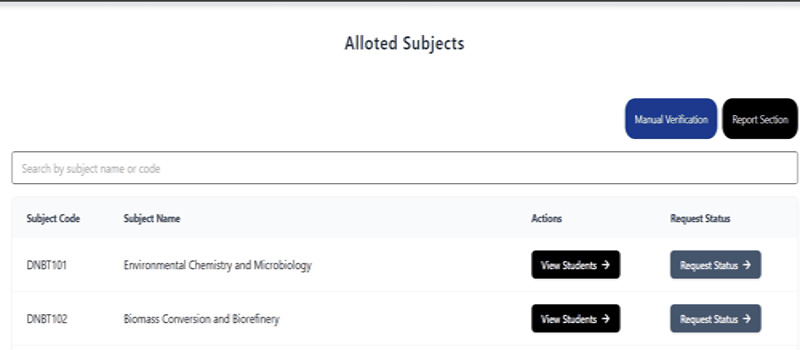 Alloted Subjects
Manual Verification Report Section
Search by subject name or code
Subject Code Subject Name Actions Request Status
DNBT101 Environmental Chemistry and Microbiology View Students → Request Status →
DNBT102 Biomass Conversion and Biorefinery View Students → Request Status →